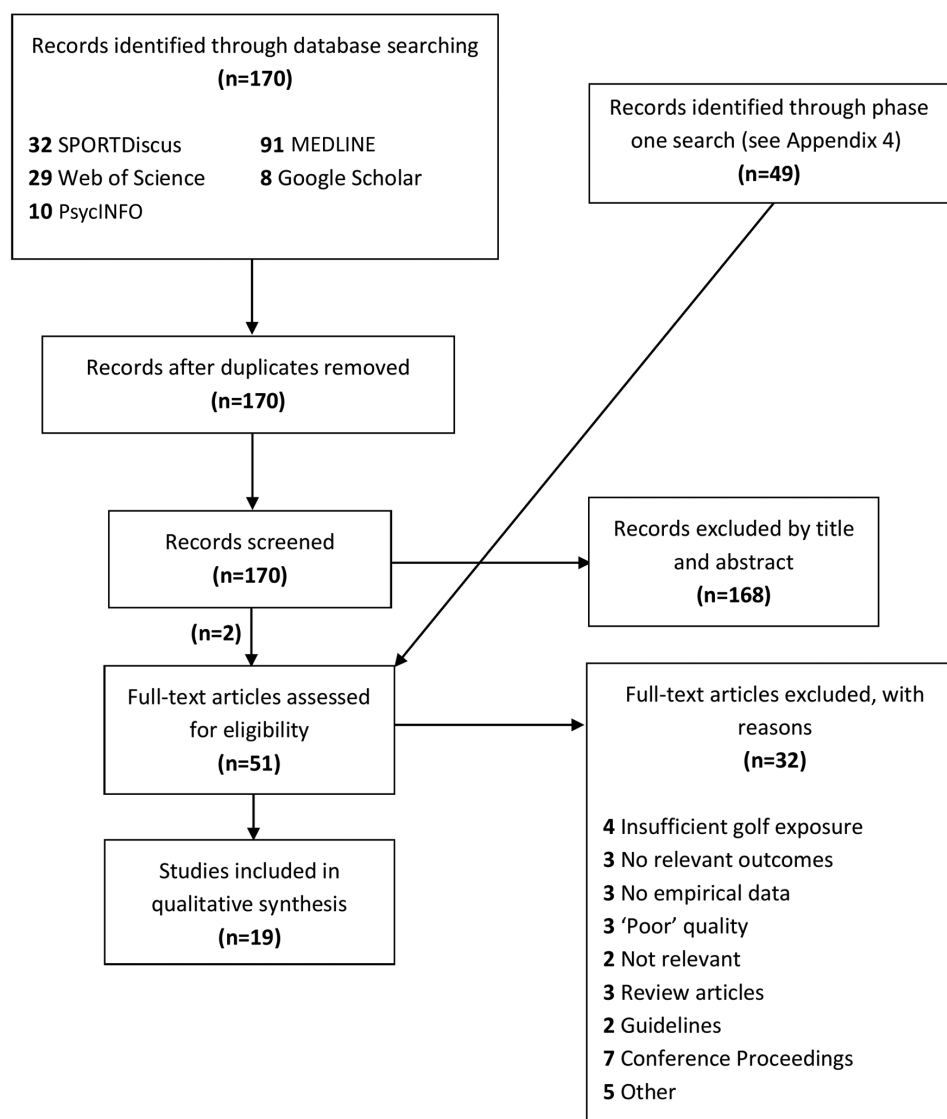 Records identified through database searching
(n=170)
32 SPORTDiscus
91 MEDLINE
29 Web of Science
8 Google Scholar
10 PsycINFO
Records identified through phase
one search (see Appendix 4)
(n=49)
Records after duplicates removed
(n=170)
Records screened
(n=170)
Records excluded by title
and abstract
(n=168)
(n=2)
Full-text articles assessed
for eligibility
(n=51)
Full-text articles excluded, with
reasons
(n=32)
4 Insufficient golf exposure
3 No relevant outcomes
3 No empirical data
3 ‘Poor’ quality
2 Not relevant
3 Review articles
2 Guidelines
7 Conference Proceedings
5 Other
Studies included in
qualitative synthesis
(n=19)